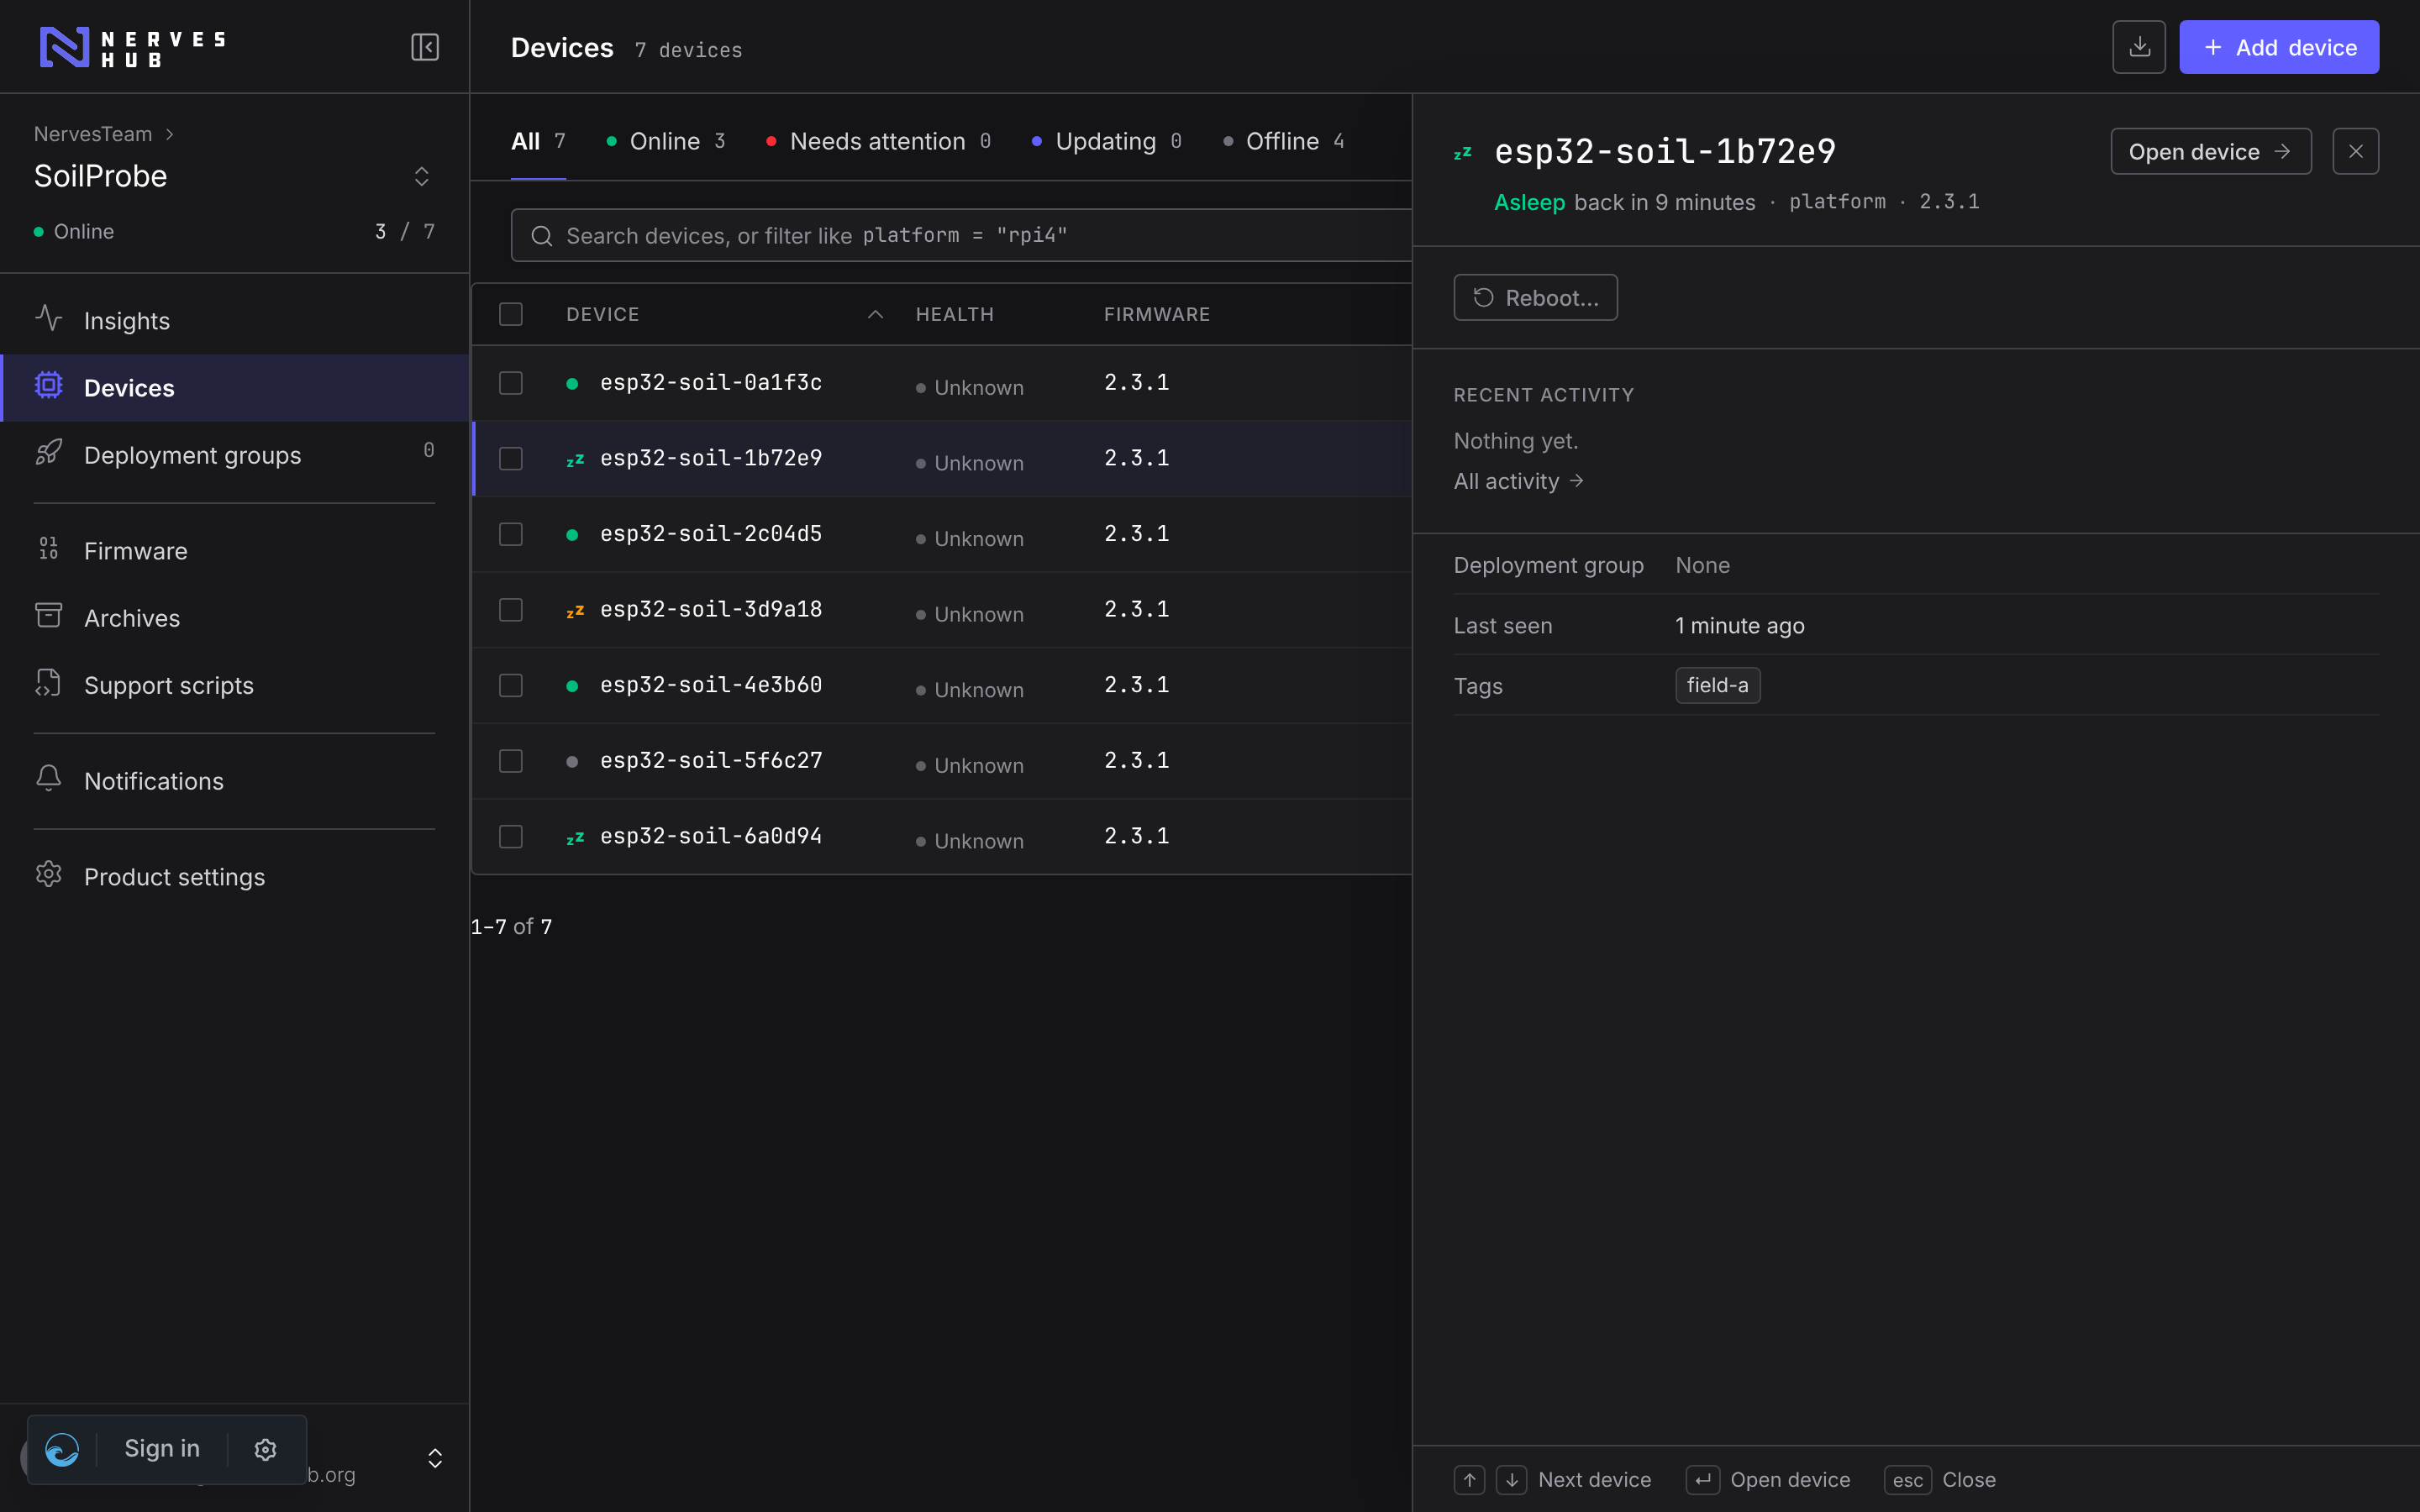 NERVES
HUB
NervesTeam
SoilProbe
Online 3 / 7
Insights
Devices
Deployment groups 0
Firmware
Archives
Support scripts
Notifications
Product settings
Sign in
b.org
Devices 7 devices
Add device
All 7 Online 3 Needs attention 0 Updating 0 Offline 4
Search devices, or filter like platform = "rpi4"
DEVICE HEALTH FIRMWARE
esp32-soil-0a1f3c Unknown 2.3.1
zz esp32-soil-1b72e9 Unknown 2.3.1
esp32-soil-2c04d5 Unknown 2.3.1
zz esp32-soil-3d9a18 Unknown 2.3.1
esp32-soil-4e3b60 Unknown 2.3.1
esp32-soil-5f6c27 Unknown 2.3.1
zz esp32-soil-6a0d94 Unknown 2.3.1
1-7 of 7
zz esp32-soil-1b72e9
Open device
Asleep back in 9 minutes · platform · 2.3.1
Reboot...
RECENT ACTIVITY
Nothing yet.
All activity
Deployment group None
Last seen 1 minute ago
Tags field-a
Next device Open device esc Close